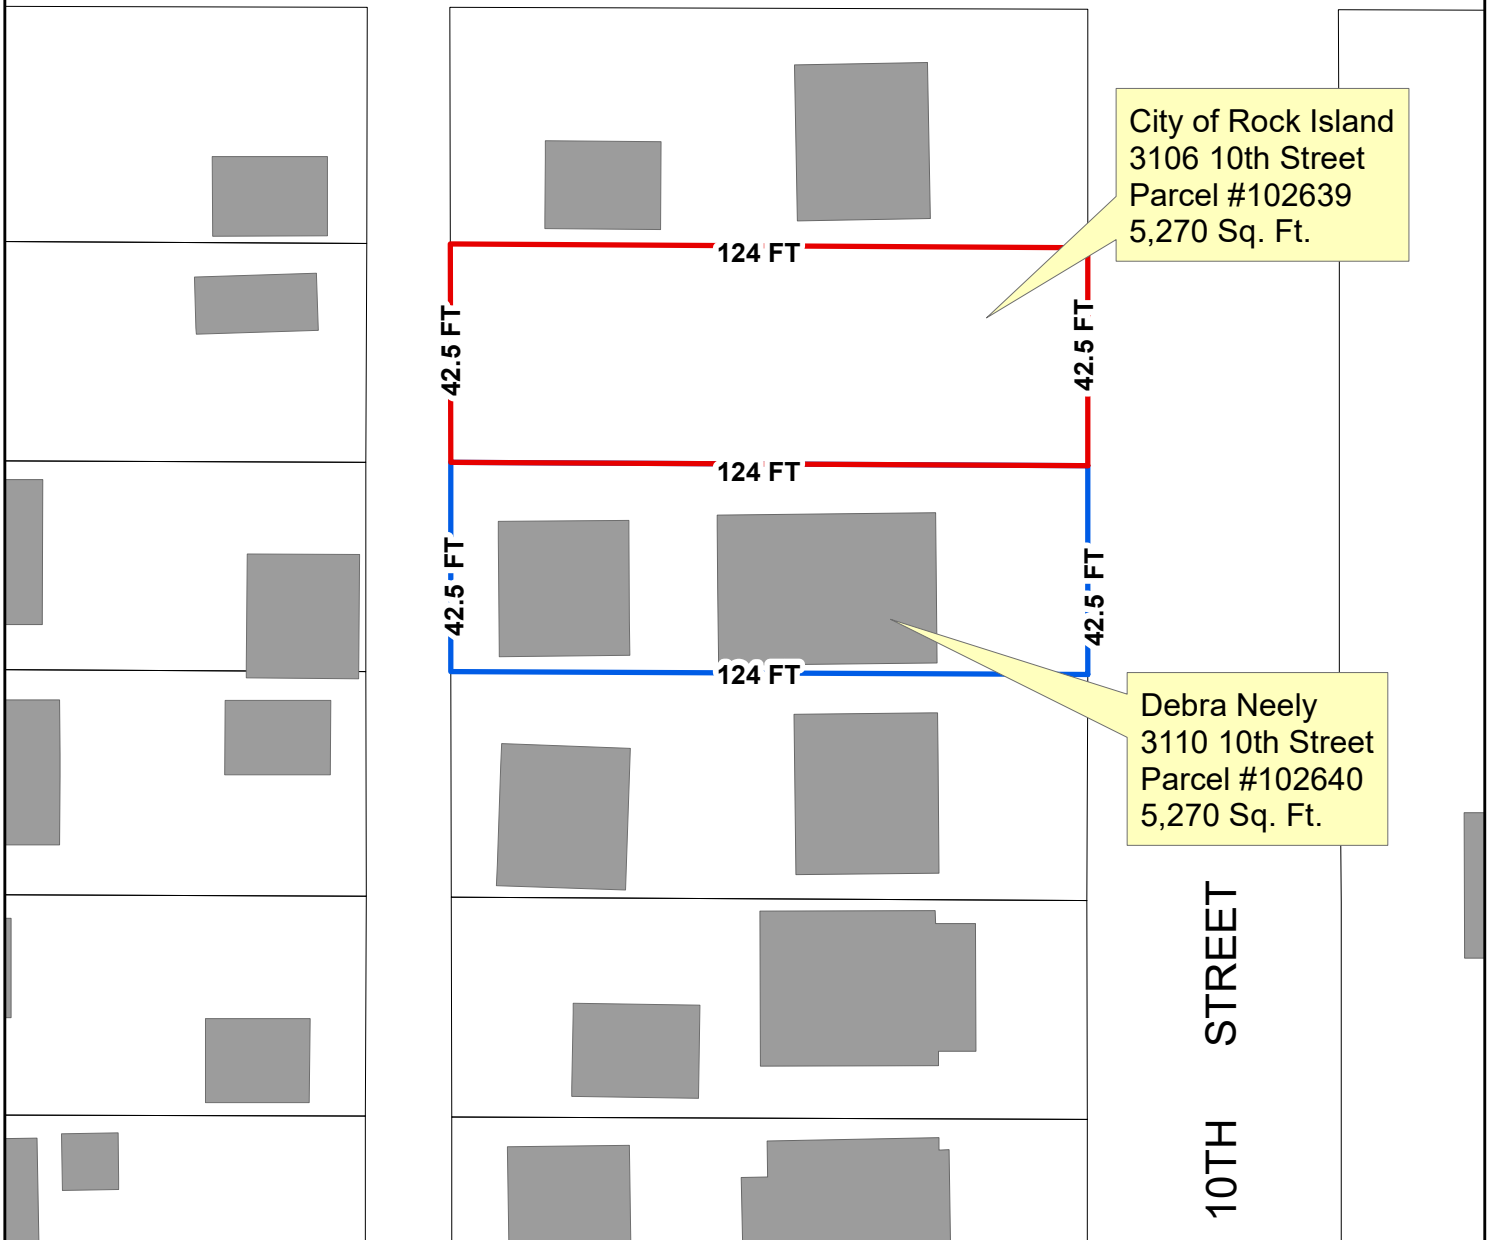 City of Rock Island
3106 10th Street
Parcel #102639
5,270 Sq. Ft.
124 FT
42.5 FT
42.5 FT
124 FT
42.5 FT
42.5 FT
124 FT
Debra Neely
3110 10th Street
Parcel #102640
5,270 Sq. Ft.
10TH STREET